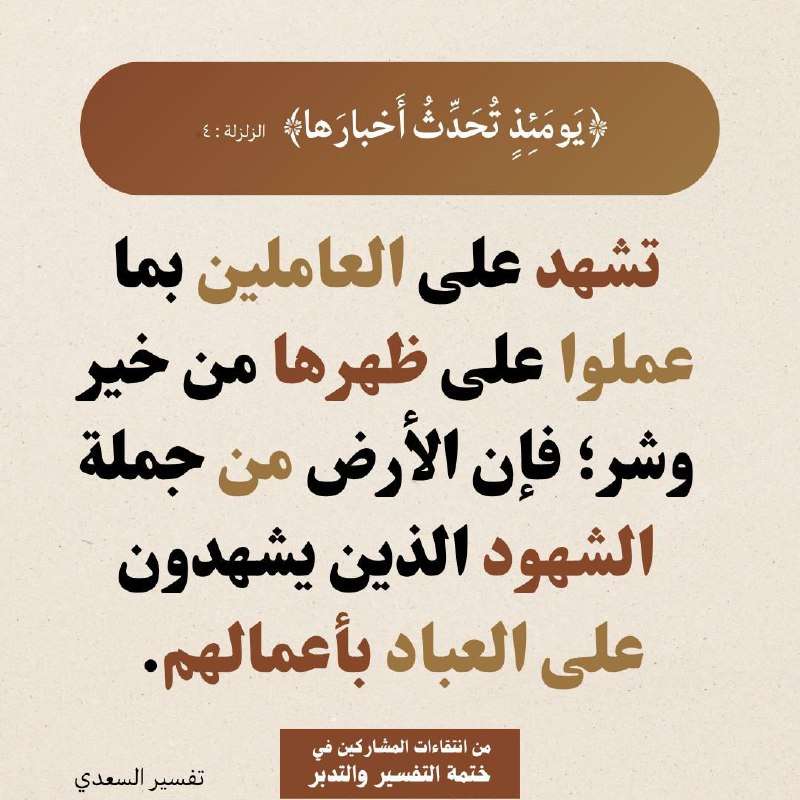 ﴿يَومَئِذٍ تُحَدِّثُ أَخبارَها﴾ الزلزلة : ٤
تشهد على العاملين بما
عملوا على ظهرها من خير
وشر؛ فإن الأرض من جملة
الشهود الذين يشهدون
على العباد بأعمالهم.
من انتقاءات المشاركين في
ختمة التفسير والتدبر
تفسير السعدي